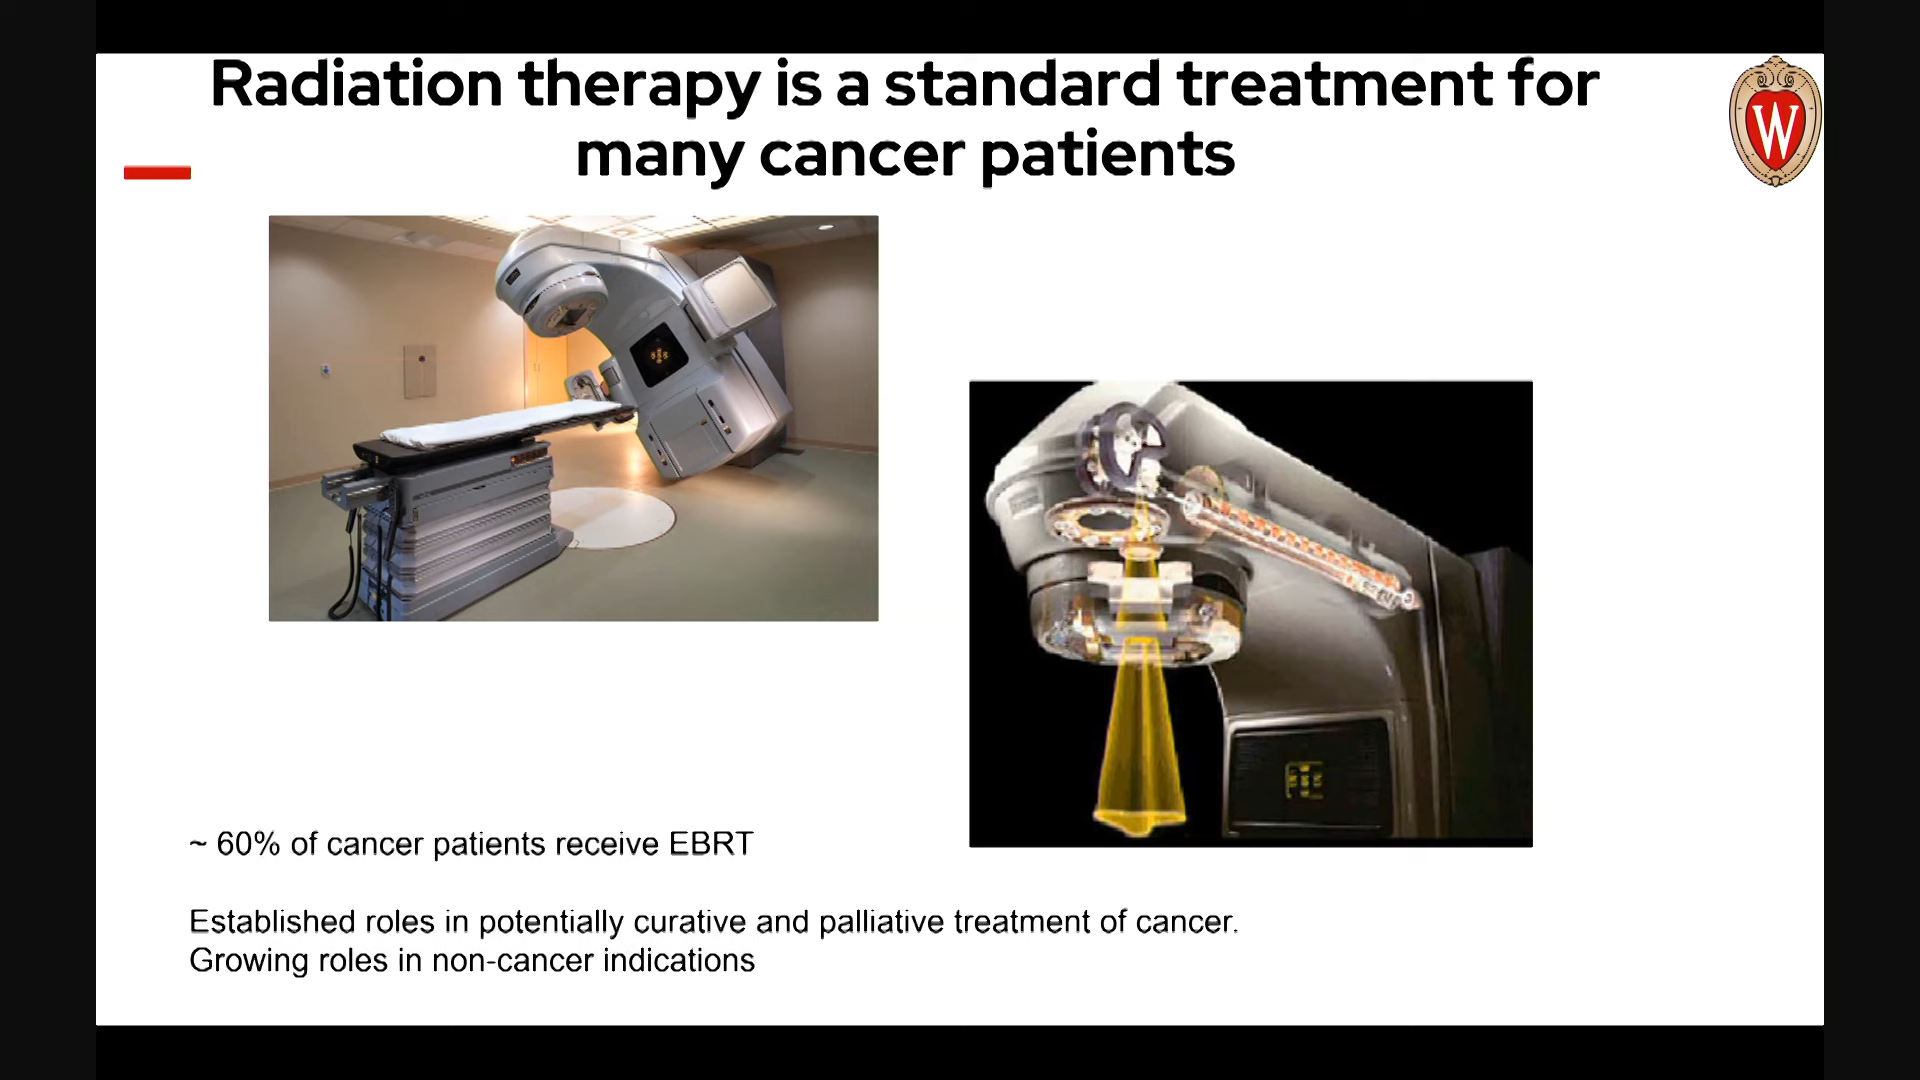 Radiation therapy is a standard treatment for
many cancer patients
W
~ 60% of cancer patients receive EBRT
Established roles in potentially curative and palliative treatment of cancer.
Growing roles in non-cancer indications